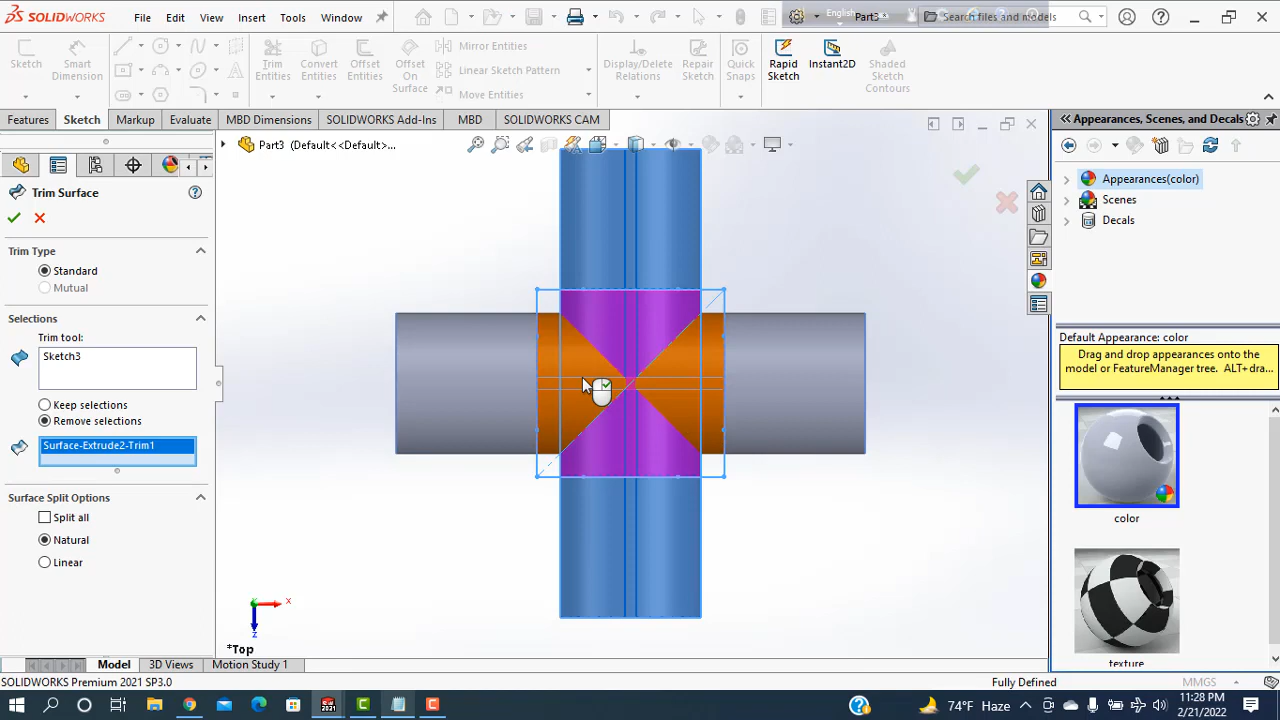 SOLIDWORKS
File
Edit
View
Insert
Tools
Window
English
Part3
Search files and models
Sketch
Smart Dimension
Trim Entities
Convert Entities
Offset Entities
Offset On Surface
Mirror Entities
Linear Sketch Pattern
Move Entities
Display/Delete Relations
Repair Sketch
Quick Snaps
Rapid Sketch
Instant2D
Shaded Sketch Contours
Features
Sketch
Markup
Evaluate
MBD Dimensions
SOLIDWORKS Add-Ins
MBD
SOLIDWORKS CAM
Part3 (Default<<Default>...
Trim Surface
Trim Type
Standard
Mutual
Selections
Trim tool:
Sketch3
Keep selections
Remove selections
Surface-Extrude2-Trim1
Surface Split Options
Split all
Natural
Linear
X
Z
*Top
Appearances, Scenes, and Decals
Appearances(color)
Scenes
Decals
Default Appearance: color
Drag and drop appearances onto the
model or FeatureManager tree. ALT+ dra...
color
texture
Model
3D Views
Motion Study 1
SOLIDWORKS Premium 2021 SP3.0
Fully Defined
MMGS
2021
74°F Haze
11:28 PM
2/21/2022